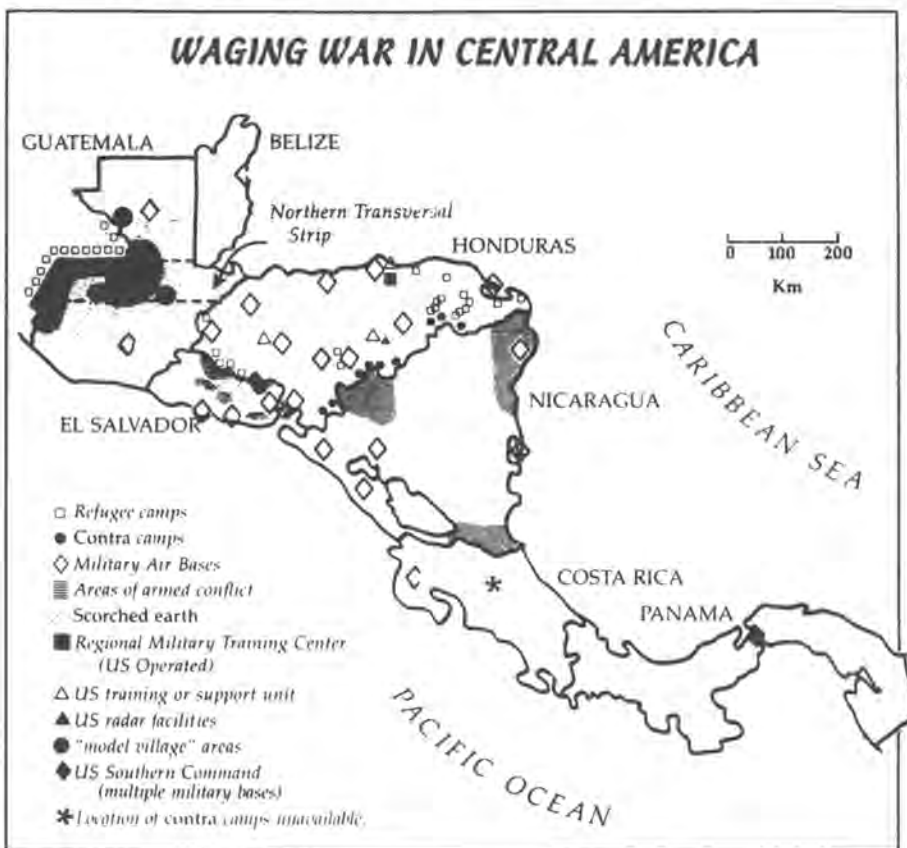 WAGING WAR IN CENTRAL AMERICA
GUATEMALA
BELIZE
Northern Transversal
Strip
HONDURAS
0 100 200
Km
CARIBBEAN SEA
NICARAGUA
EL SALVADOR
COSTA RICA
PANAMA
PACIFIC OCEAN
Refugee camps
Contra camps
Military Air Bases
Areas of armed conflict
Scorched earth
Regional Military Training Center
(US Operated)
US training or support unit
US radar facilities
"model village" areas
US Southern Command
(multiple military bases)
Location of contra camps unavailable.